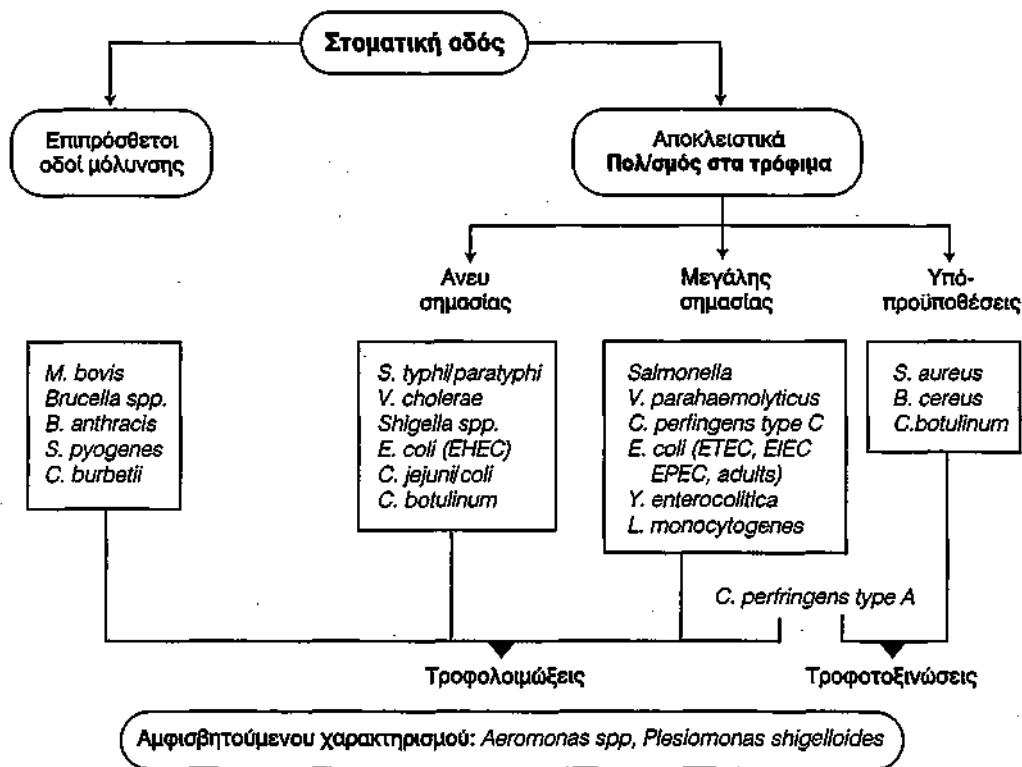 Στοματική οδός
Επιπρόσθετοι
οδοί μόλυνσης
Αποκλειστικά
Πολ/σμός στα τρόφιμα
Ανευ
σημασίας
Μεγάλης
σημασίας
Υπό-
προϋποθέσεις
M. bovis
Brucella spp.
B. anthracis
S. pyogenes
C. burbetii
S. typhi/paratyphi
V. cholerae
Shigella spp.
E. coli (EHEC)
C. jejuni/coli
C. botulinum
Salmonella
V. parahaemolyticus
C. perfingens type C
E. coli (ETEC, EIEC
EPEC, adults)
Y. enterocolitica
L. monocytogenes
S. aureus
B. cereus
C.botulinum
C. perfringens type A
Τροφολοιμώξεις
Τροφοτοξινώσεις
Αμφισβητούμενου χαρακτηρισμού: Aeromonas spp, Plesiomonas shigelloides